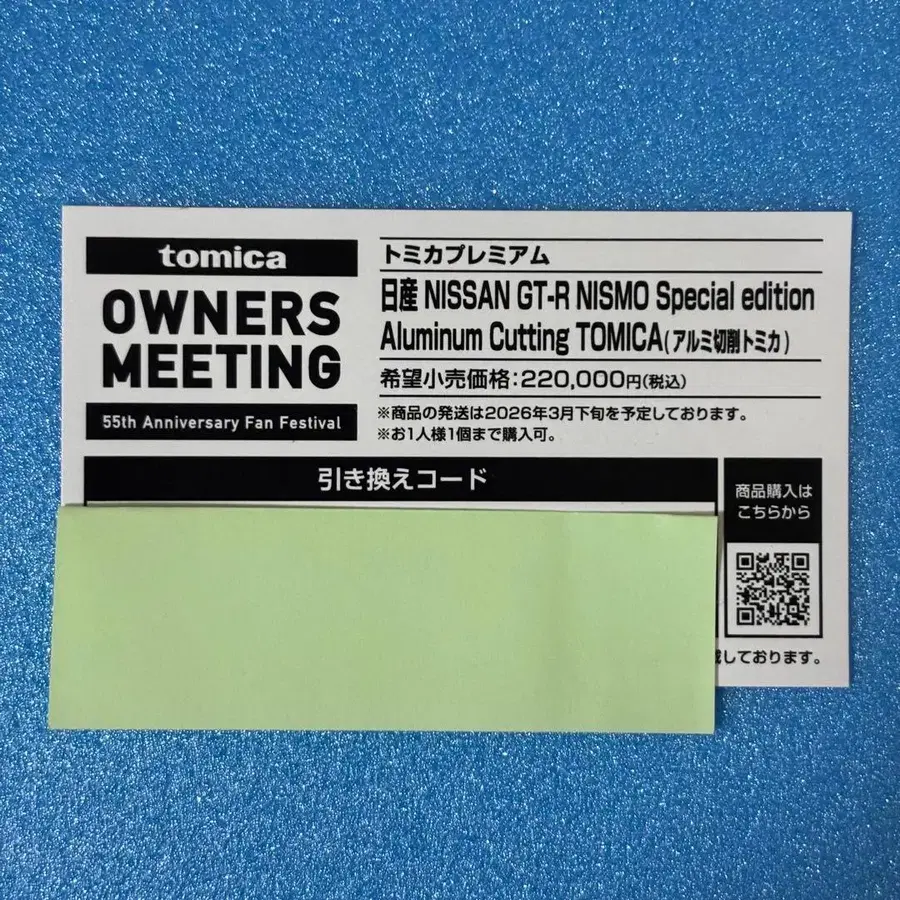 tomica
OWNERS
MEETING
55th Anniversary Fan Festival
トミカプレミアム
日産 NISSAN GT-R NISMO Special edition
Aluminum Cutting TOMICA(アルミ切削トミカ)
希望小売価格:220,000円(税込)
※商品の発送は2026年3月下旬を予定しております。
※お1人様1個まで購入可。
引き換えコード
商品購入は
こちらから
しております。